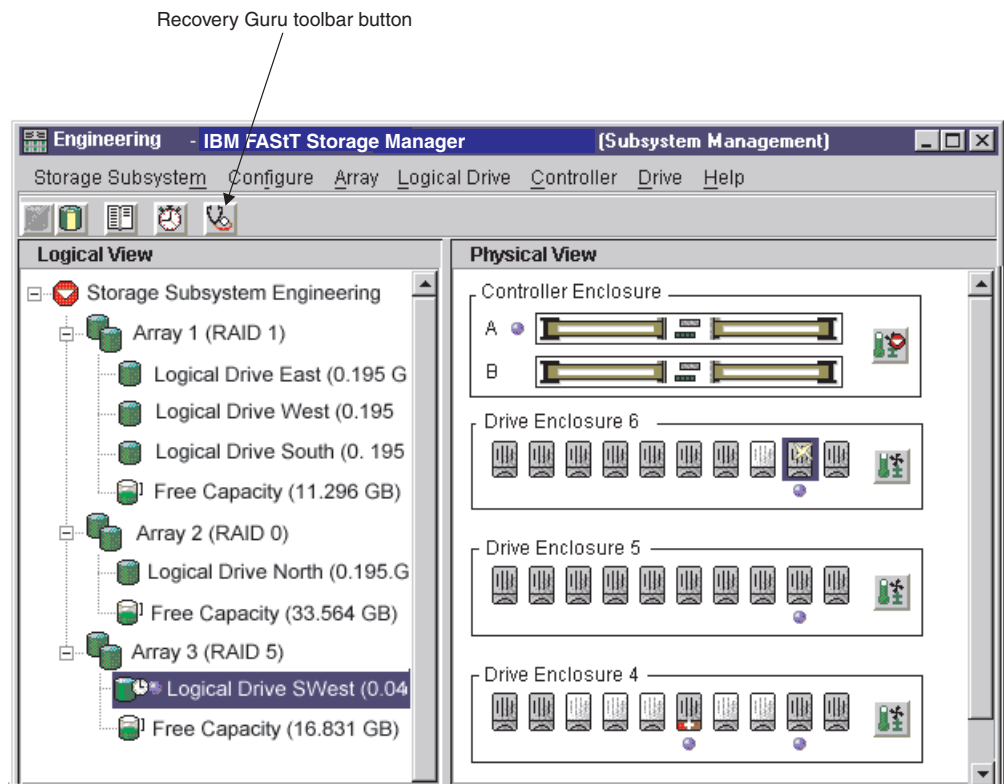 Recovery Guru toolbar button
Engineering - IBM FAStT Storage Manager (Subsystem Management)
Storage Subsystem Configure Array Logical Drive Controller Drive Help
Logical View
Physical View
Storage Subsystem Engineering
Array 1 (RAID 1)
Logical Drive East (0.195 G
Logical Drive West (0.195
Logical Drive South (0. 195
Free Capacity (11.296 GB)
Array 2 (RAID 0)
Logical Drive North (0.195.G
Free Capacity (33.564 GB)
Array 3 (RAID 5)
Logical Drive SWest (0.04
Free Capacity (16.831 GB)
Controller Enclosure
A
B
Drive Enclosure 6
Drive Enclosure 5
Drive Enclosure 4